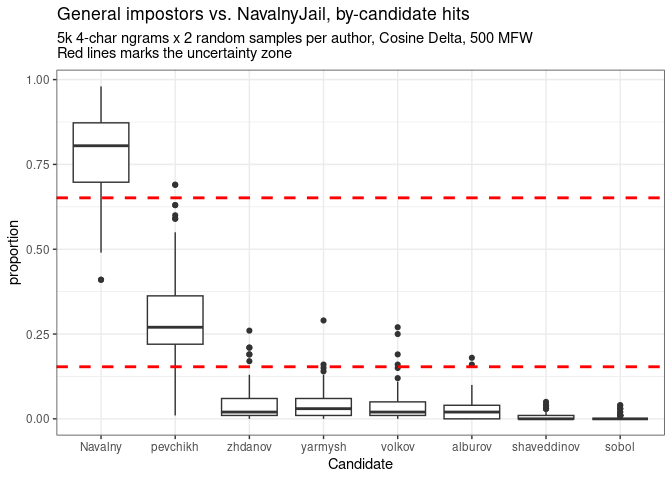 General impostors vs. NavalnyJail, by-candidate hits
5k 4-char ngrams x 2 random samples per author, Cosine Delta, 500 MFW
Red lines marks the uncertainty zone
1.00
0.75
0.50
0.25
0.00
proportion
Navalny pevchikh zhdanov yarmysh volkov alburov shaveddinov sobol
Candidate